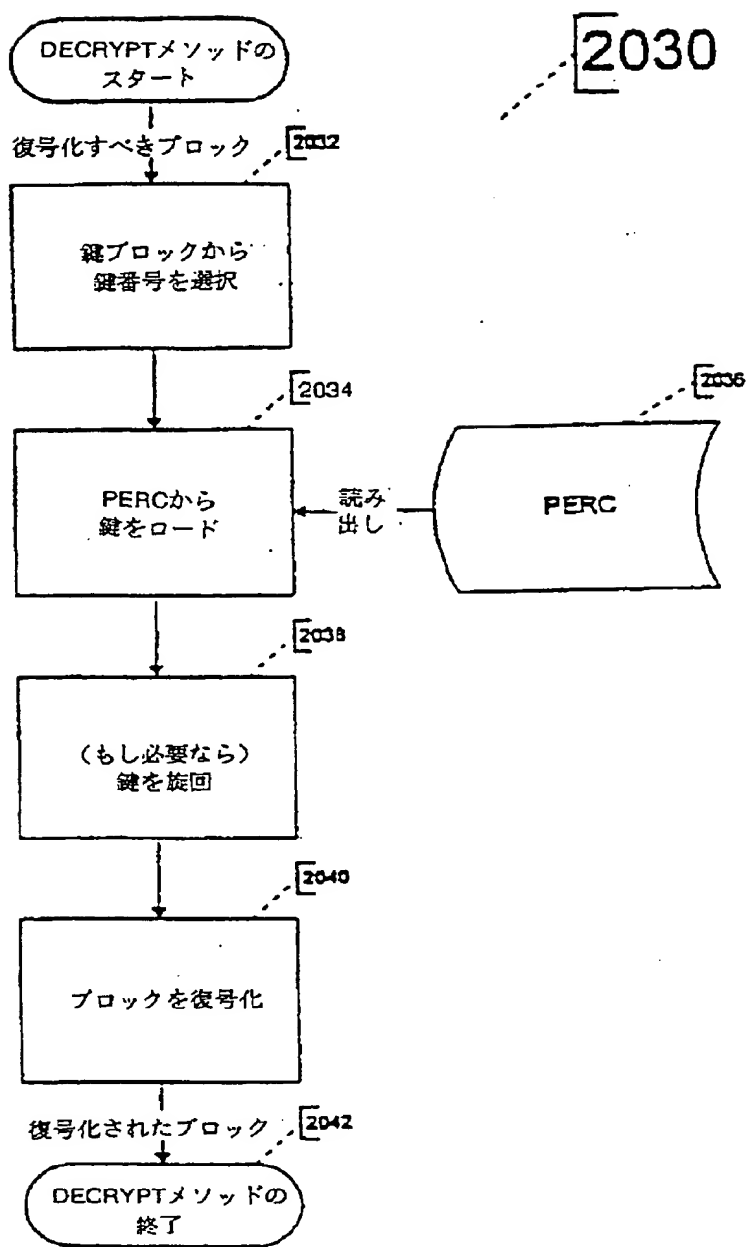 DECRYPTメソッドの
スタート
2030
復号化すべきブロック
2032
鍵ブロックから
鍵番号を選択
2034
PERCから
鍵をロード
読み
出し
2036
PERC
2038
(もし必要なら)
鍵を旋回
2040
ブロックを復号化
復号化されたブロック
2042
DECRYPTメソッドの
終了